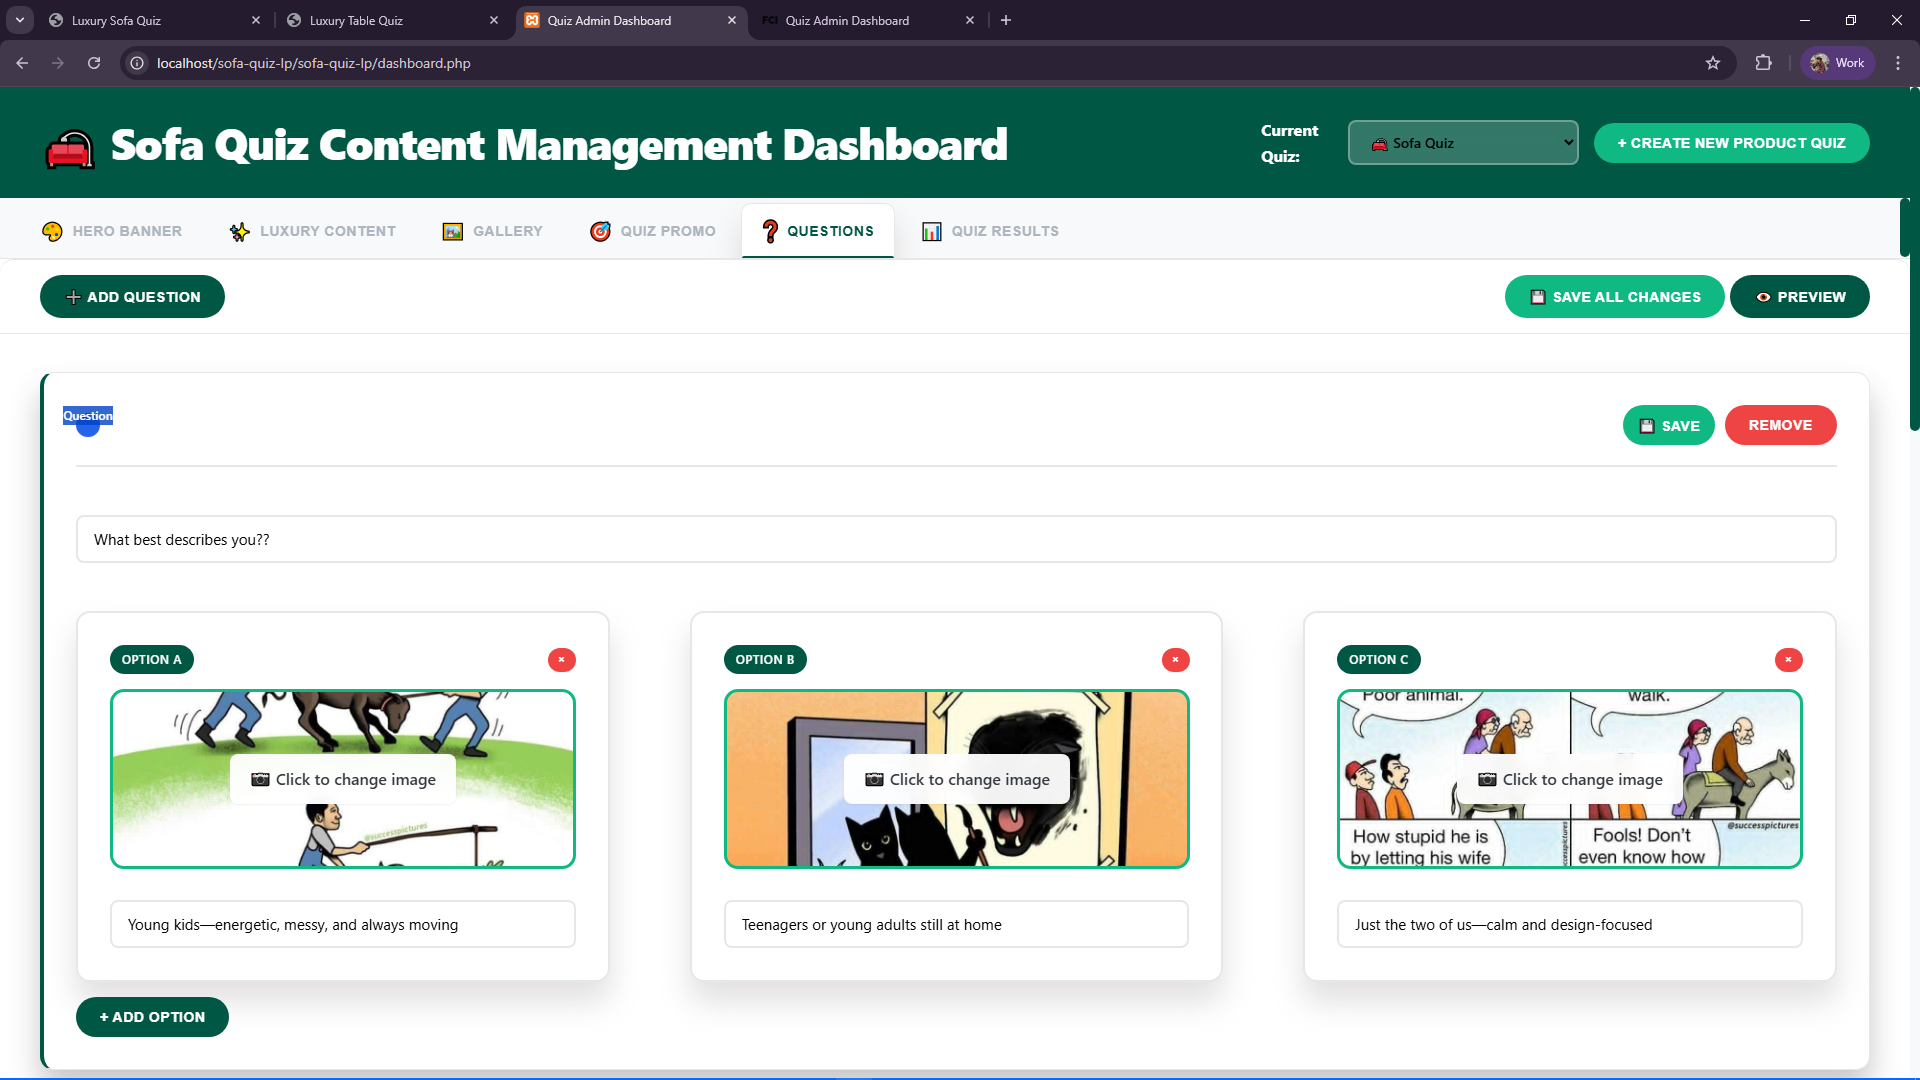 Luxury Sofa Quiz
Luxury Table Quiz
Quiz Admin Dashboard
FCI Quiz Admin Dashboard
localhost/sofa-quiz-lp/sofa-quiz-lp/dashboard.php
Work
Sofa Quiz Content Management Dashboard
Current
Quiz:
Sofa Quiz
+ CREATE NEW PRODUCT QUIZ
HERO BANNER
LUXURY CONTENT
GALLERY
QUIZ PROMO
QUESTIONS
QUIZ RESULTS
ADD QUESTION
SAVE ALL CHANGES
PREVIEW
Question
SAVE
REMOVE
What best describes you??
OPTION A
OPTION B
OPTION C
Click to change image
@successpictures
Click to change image
Poor animal.
walk.
Click to change image
How stupid he is
by letting his wife
@successpictures
Fools! Don't
even know how
Young kids—energetic, messy, and always moving
Teenagers or young adults still at home
Just the two of us—calm and design-focused
+ ADD OPTION